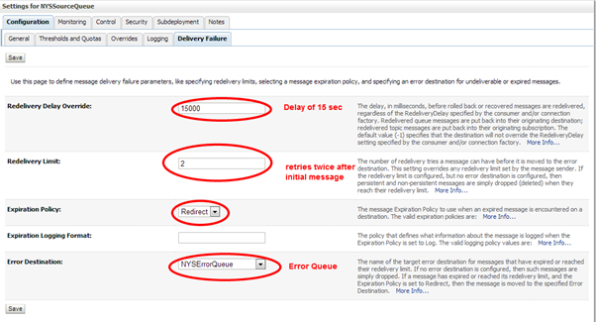 Settings for NYSSourceQueue
Configuration Monitoring Control Security Subdeployment Notes
General Thresholds and Quotas Overrides Logging Delivery Failure
Save
Use this page to define message delivery failure parameters, like specifying redelivery limits, selecting a message expiration policy, and specifying an error destination for undeliverable or expired messages.
Redelivery Delay Override:
15000
Delay of 15 sec
The delay, in milliseconds, before rolled back or recovered messages are redelivered,
regardless of the RedeliveryDelay specified by the consumer and/or connection
factory. Redelivered queue messages are put back into their originating destination;
redelivered topic messages are put back into their originating subscription. The
default value (-1) specifies that the destination will not override the RedeliveryDelay
setting specified by the consumer and/or connection factory. More Info...
Redelivery Limit:
2
retries twice after
initial message
The number of redelivery tries a message can have before it is moved to the error
destination. This setting overrides any redelivery limit set by the message sender. If
the redelivery limit is configured, but no error destination is configured, then
persistent and non-persistent messages are simply dropped (deleted) when they
reach their redelivery limit. More Info...
Expiration Policy:
Redirect
The message Expiration Policy to use when an expired message is encountered on a
destination. The valid expiration policies are: More Info...
Expiration Logging Format:
The policy that defines what information about the message is logged when the
Expiration Policy is set to Log. The valid logging policy values are: More Info...
Error Destination:
NYSErrorQueue
Error Queue
The name of the target error destination for messages that have expired or reached
their redelivery limit. If no error destination is configured, then such messages are
simply dropped. If a message has expired or reached its redelivery limit, and the
Expiration Policy is set to Redirect, then the message is moved to the specified Error
Destination. More Info...
Save